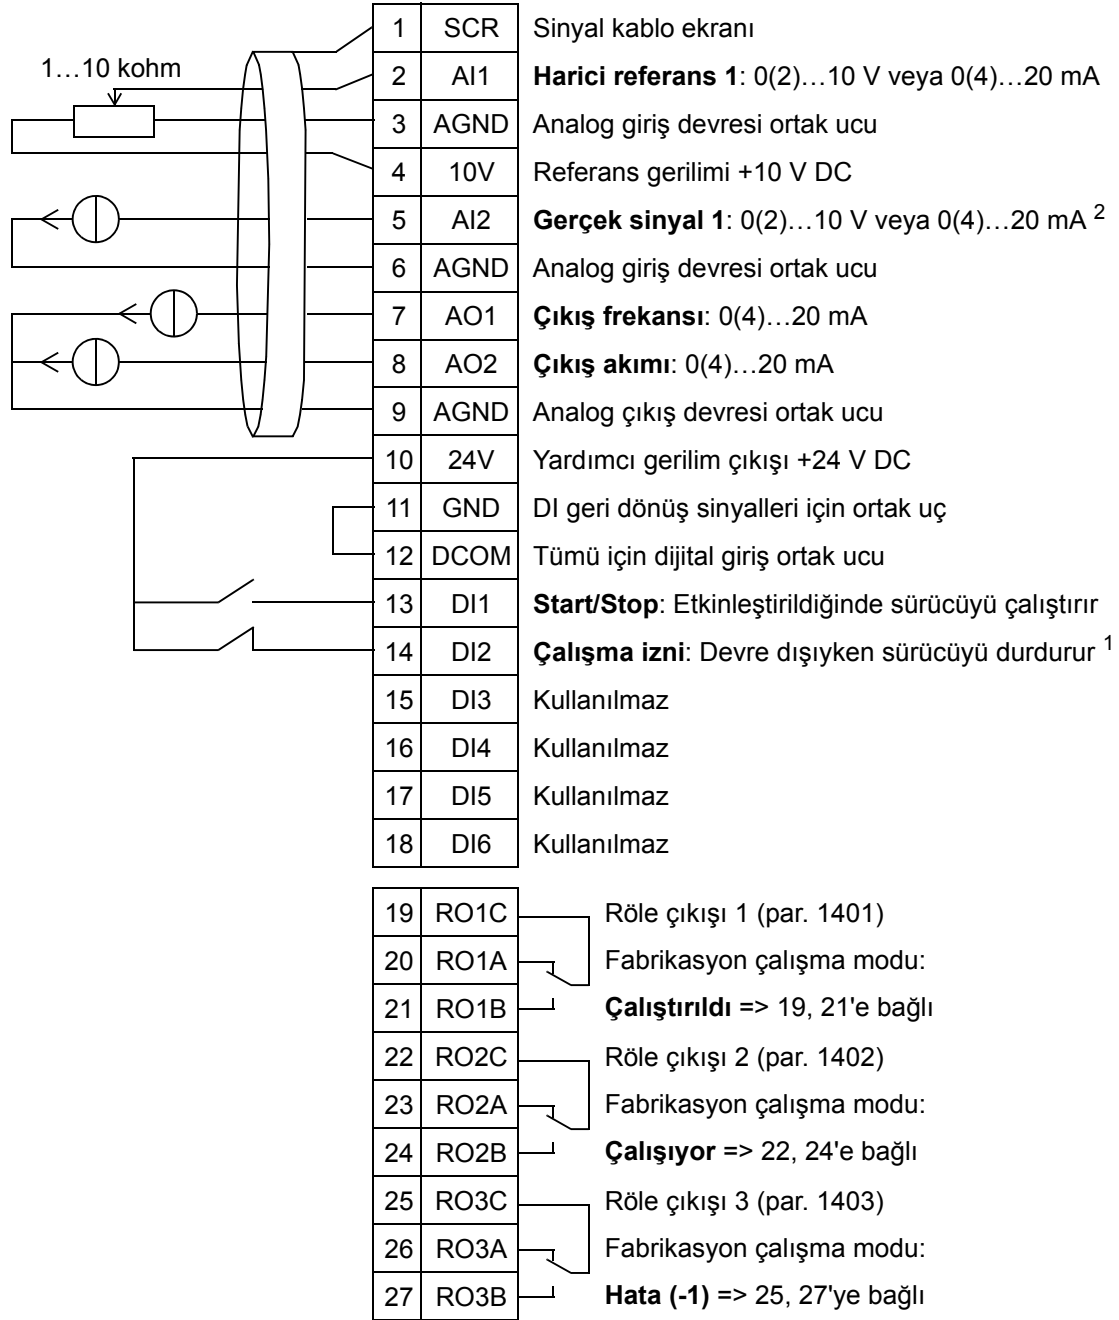 1 SCR Sinyal kablo ekranı
1…10 kohm
2 AI1 Harici referans 1: 0(2)…10 V veya 0(4)…20 mA
3 AGND Analog giriş devresi ortak ucu
4 10V Referans gerilimi +10 V DC
5 AI2 Gerçek sinyal 1: 0(2)…10 V veya 0(4)…20 mA 2
6 AGND Analog giriş devresi ortak ucu
7 AO1 Çıkış frekansı: 0(4)…20 mA
8 AO2 Çıkış akımı: 0(4)…20 mA
9 AGND Analog çıkış devresi ortak ucu
10 24V Yardımcı gerilim çıkışı +24 V DC
11 GND DI geri dönüş sinyalleri için ortak uç
12 DCOM Tümü için dijital giriş ortak ucu
13 DI1 Start/Stop: Etkinleştirildiğinde sürücüyü çalıştırır
14 DI2 Çalışma izni: Devre dışıyken sürücüyü durdurur 1
15 DI3 Kullanılmaz
16 DI4 Kullanılmaz
17 DI5 Kullanılmaz
18 DI6 Kullanılmaz
19 RO1C Röle çıkışı 1 (par. 1401)
20 RO1A Fabrikasyon çalışma modu:
21 RO1B Çalıştırıldı => 19, 21'e bağlı
22 RO2C Röle çıkışı 2 (par. 1402)
23 RO2A Fabrikasyon çalışma modu:
24 RO2B Çalışıyor => 22, 24'e bağlı
25 RO3C Röle çıkışı 3 (par. 1403)
26 RO3A Fabrikasyon çalışma modu:
27 RO3B Hata (-1) => 25, 27'ye bağlı